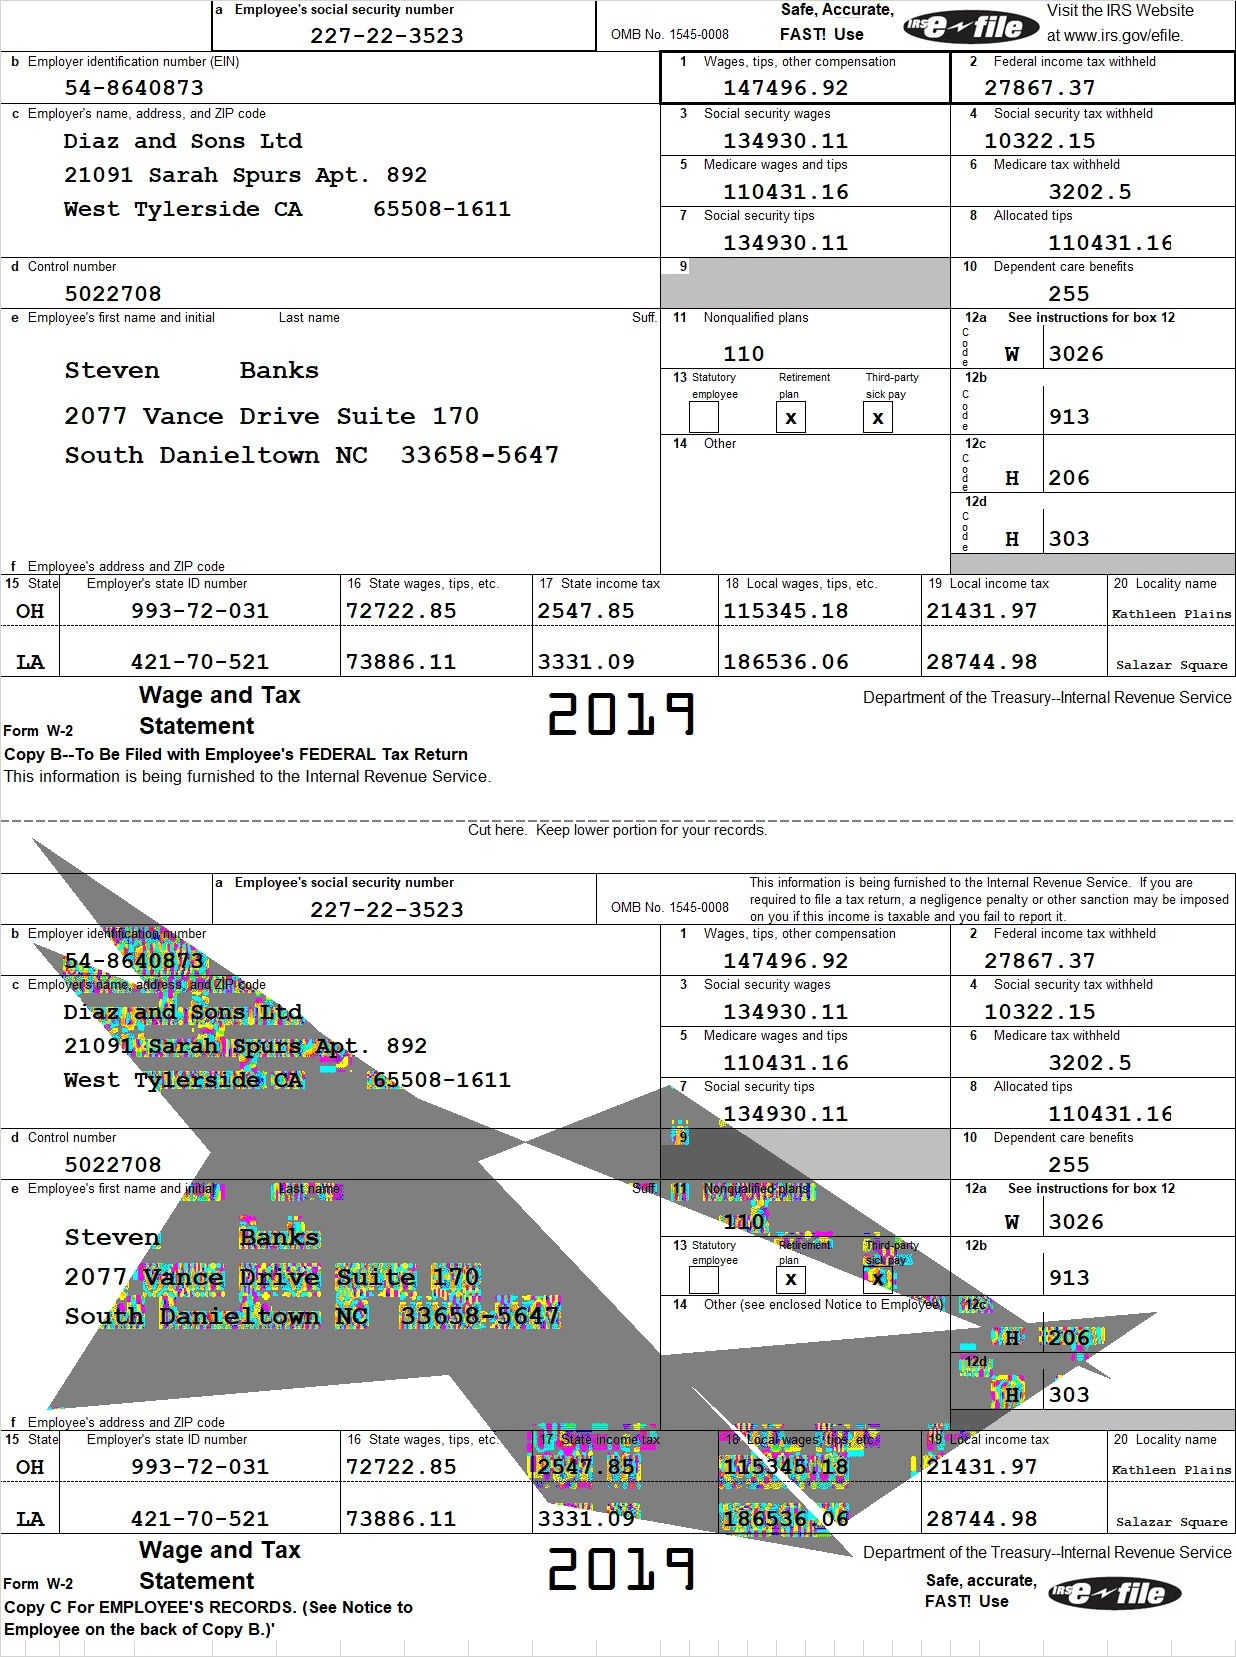 a Employee's social security number
227-22-3523
OMB No. 1545-0008
Safe, Accurate,
FAST! Use
IRS e-file
Visit the IRS Website
at www.irs.gov/efile.
b Employer identification number (EIN)
54-8640873
1 Wages, tips, other compensation
147496.92
2 Federal income tax withheld
27867.37
c Employer's name, address, and ZIP code
Diaz and Sons Ltd
21091 Sarah Spurs Apt. 892
West Tylerside CA 65508-1611
3 Social security wages
134930.11
4 Social security tax withheld
10322.15
5 Medicare wages and tips
110431.16
6 Medicare tax withheld
3202.5
7 Social security tips
134930.11
8 Allocated tips
110431.16
d Control number
5022708
9
10 Dependent care benefits
255
e Employee's first name and initial Last name Suff.
Steven Banks
2077 Vance Drive Suite 170
South Danieltown NC 33658-5647
11 Nonqualified plans
110
12a See instructions for box 12
Code W 3026
13 Statutory employee Retirement plan Third-party sick pay
x x
12b
Code 913
14 Other
12c
Code H 206
12d
Code H 303
f Employee's address and ZIP code
15 State Employer's state ID number 16 State wages, tips, etc. 17 State income tax 18 Local wages, tips, etc. 19 Local income tax 20 Locality name
OH 993-72-031 72722.85 2547.85 115345.18 21431.97 Kathleen Plains
LA 421-70-521 73886.11 3331.09 186536.06 28744.98 Salazar Square
Wage and Tax
Statement
Form W-2
2019
Department of the Treasury--Internal Revenue Service
Copy B--To Be Filed with Employee's FEDERAL Tax Return
This information is being furnished to the Internal Revenue Service.
Cut here. Keep lower portion for your records.
a Employee's social security number
227-22-3523
OMB No. 1545-0008
This information is being furnished to the Internal Revenue Service. If you are
required to file a tax return, a negligence penalty or other sanction may be imposed
on you if this income is taxable and you fail to report it.
b Employer identification number
54-8640873
1 Wages, tips, other compensation
147496.92
2 Federal income tax withheld
27867.37
c Employer's name, address, and ZIP code
Diaz and Sons Ltd
21091 Sarah Spurs Apt. 892
West Tylerside CA 65508-1611
3 Social security wages
134930.11
4 Social security tax withheld
10322.15
5 Medicare wages and tips
110431.16
6 Medicare tax withheld
3202.5
7 Social security tips
134930.11
8 Allocated tips
110431.16
d Control number
5022708
9
10 Dependent care benefits
255
e Employee's first name and initial Last name Suff.
Steven Banks
2077 Vance Drive Suite 170
South Danieltown NC 33658-5647
11 Nonqualified plans
110
12a See instructions for box 12
W 3026
13 Statutory employee Retirement plan Third-party sick pay
x x
12b
913
14 Other (see enclosed Notice to Employee)
12c
H 206
12d
H 303
f Employee's address and ZIP code
15 State Employer's state ID number 16 State wages, tips, etc. 17 State income tax 18 Local wages, tips, etc. 19 Local income tax 20 Locality name
OH 993-72-031 72722.85 2547.85 115345.18 21431.97 Kathleen Plains
LA 421-70-521 73886.11 3331.09 186536.06 28744.98 Salazar Square
Wage and Tax
Statement
Form W-2
2019
Department of the Treasury--Internal Revenue Service
Safe, accurate,
FAST! Use
IRS e-file
Copy C For EMPLOYEE'S RECORDS. (See Notice to
Employee on the back of Copy B.)'